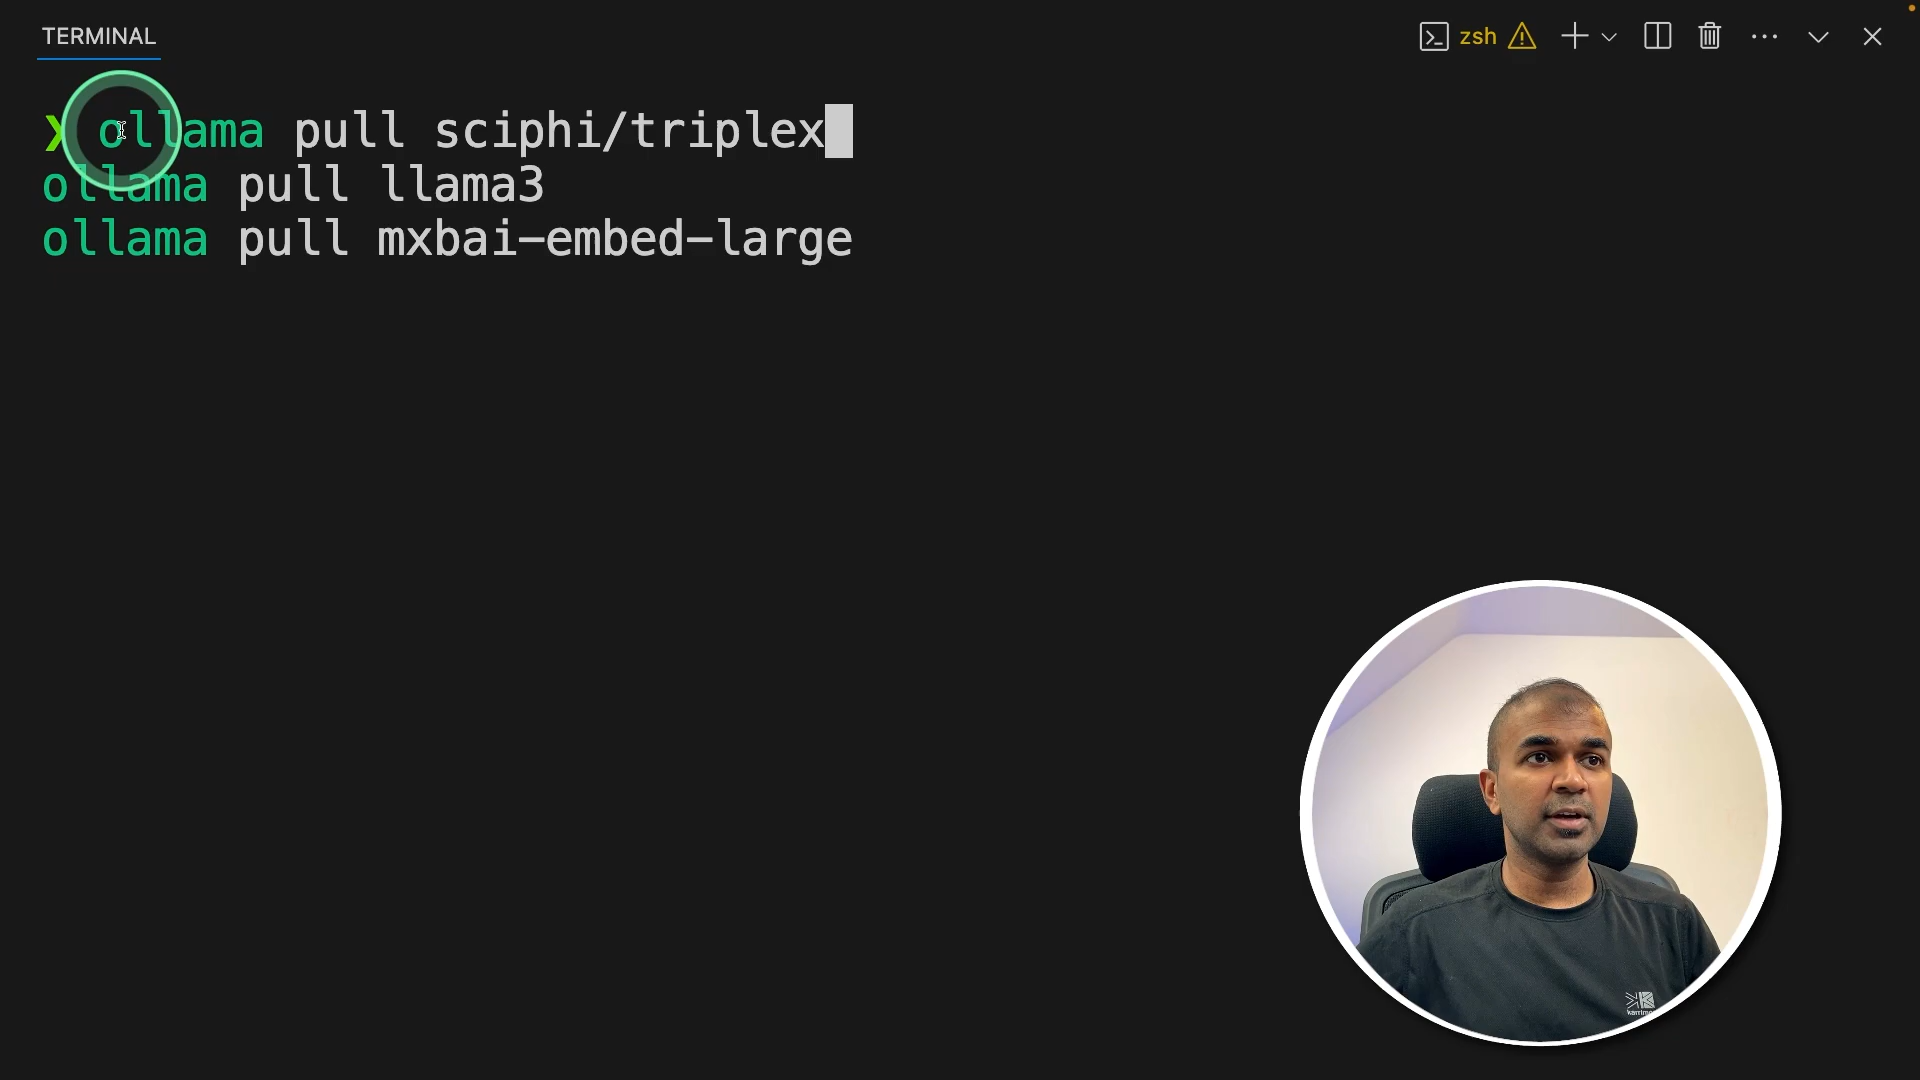 TERMINAL
zsh
❯ ollama pull sciphi/triplex
ollama pull llama3
ollama pull mxbai-embed-large